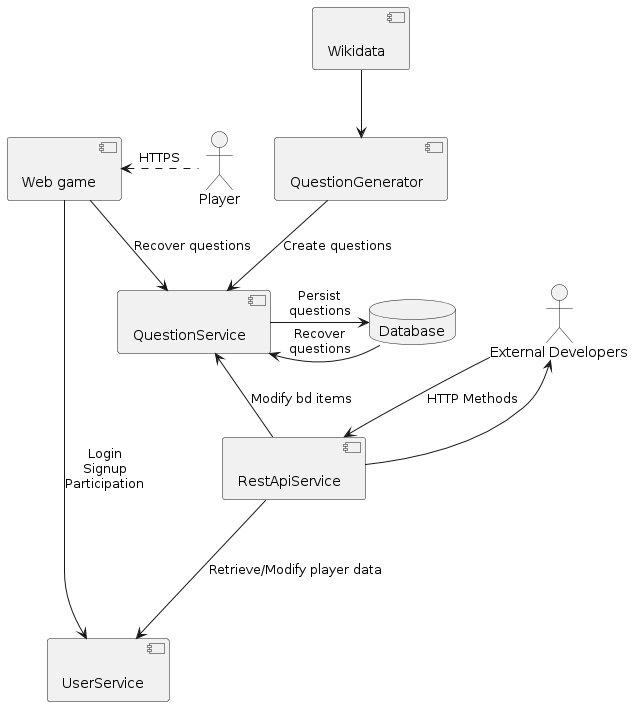 Wikidata
HTTPS
Web game
QuestionGenerator
Player
Recover questions
Create questions
Persist
questions
QuestionService
Recover
questions
Database
External Developers
Modify bd items
HTTP Methods
RestApiService
Login
Signup
Participation
Retrieve/Modify player data
UserService